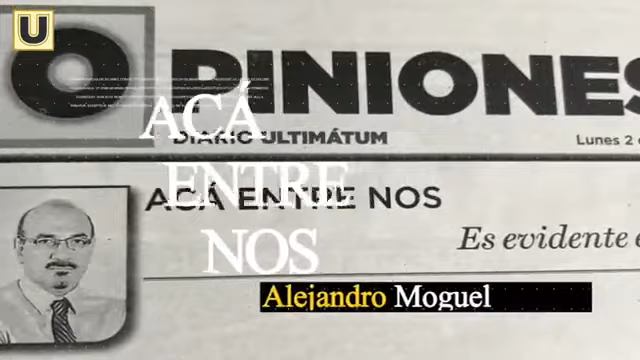 U
OPINIONES
DIARIO ULTIMÁTUM
Lunes 2 d
ACÁ
ENTRE
NOS
ACÁ ENTRE NOS
Es evidente e
Alejandro Moguel